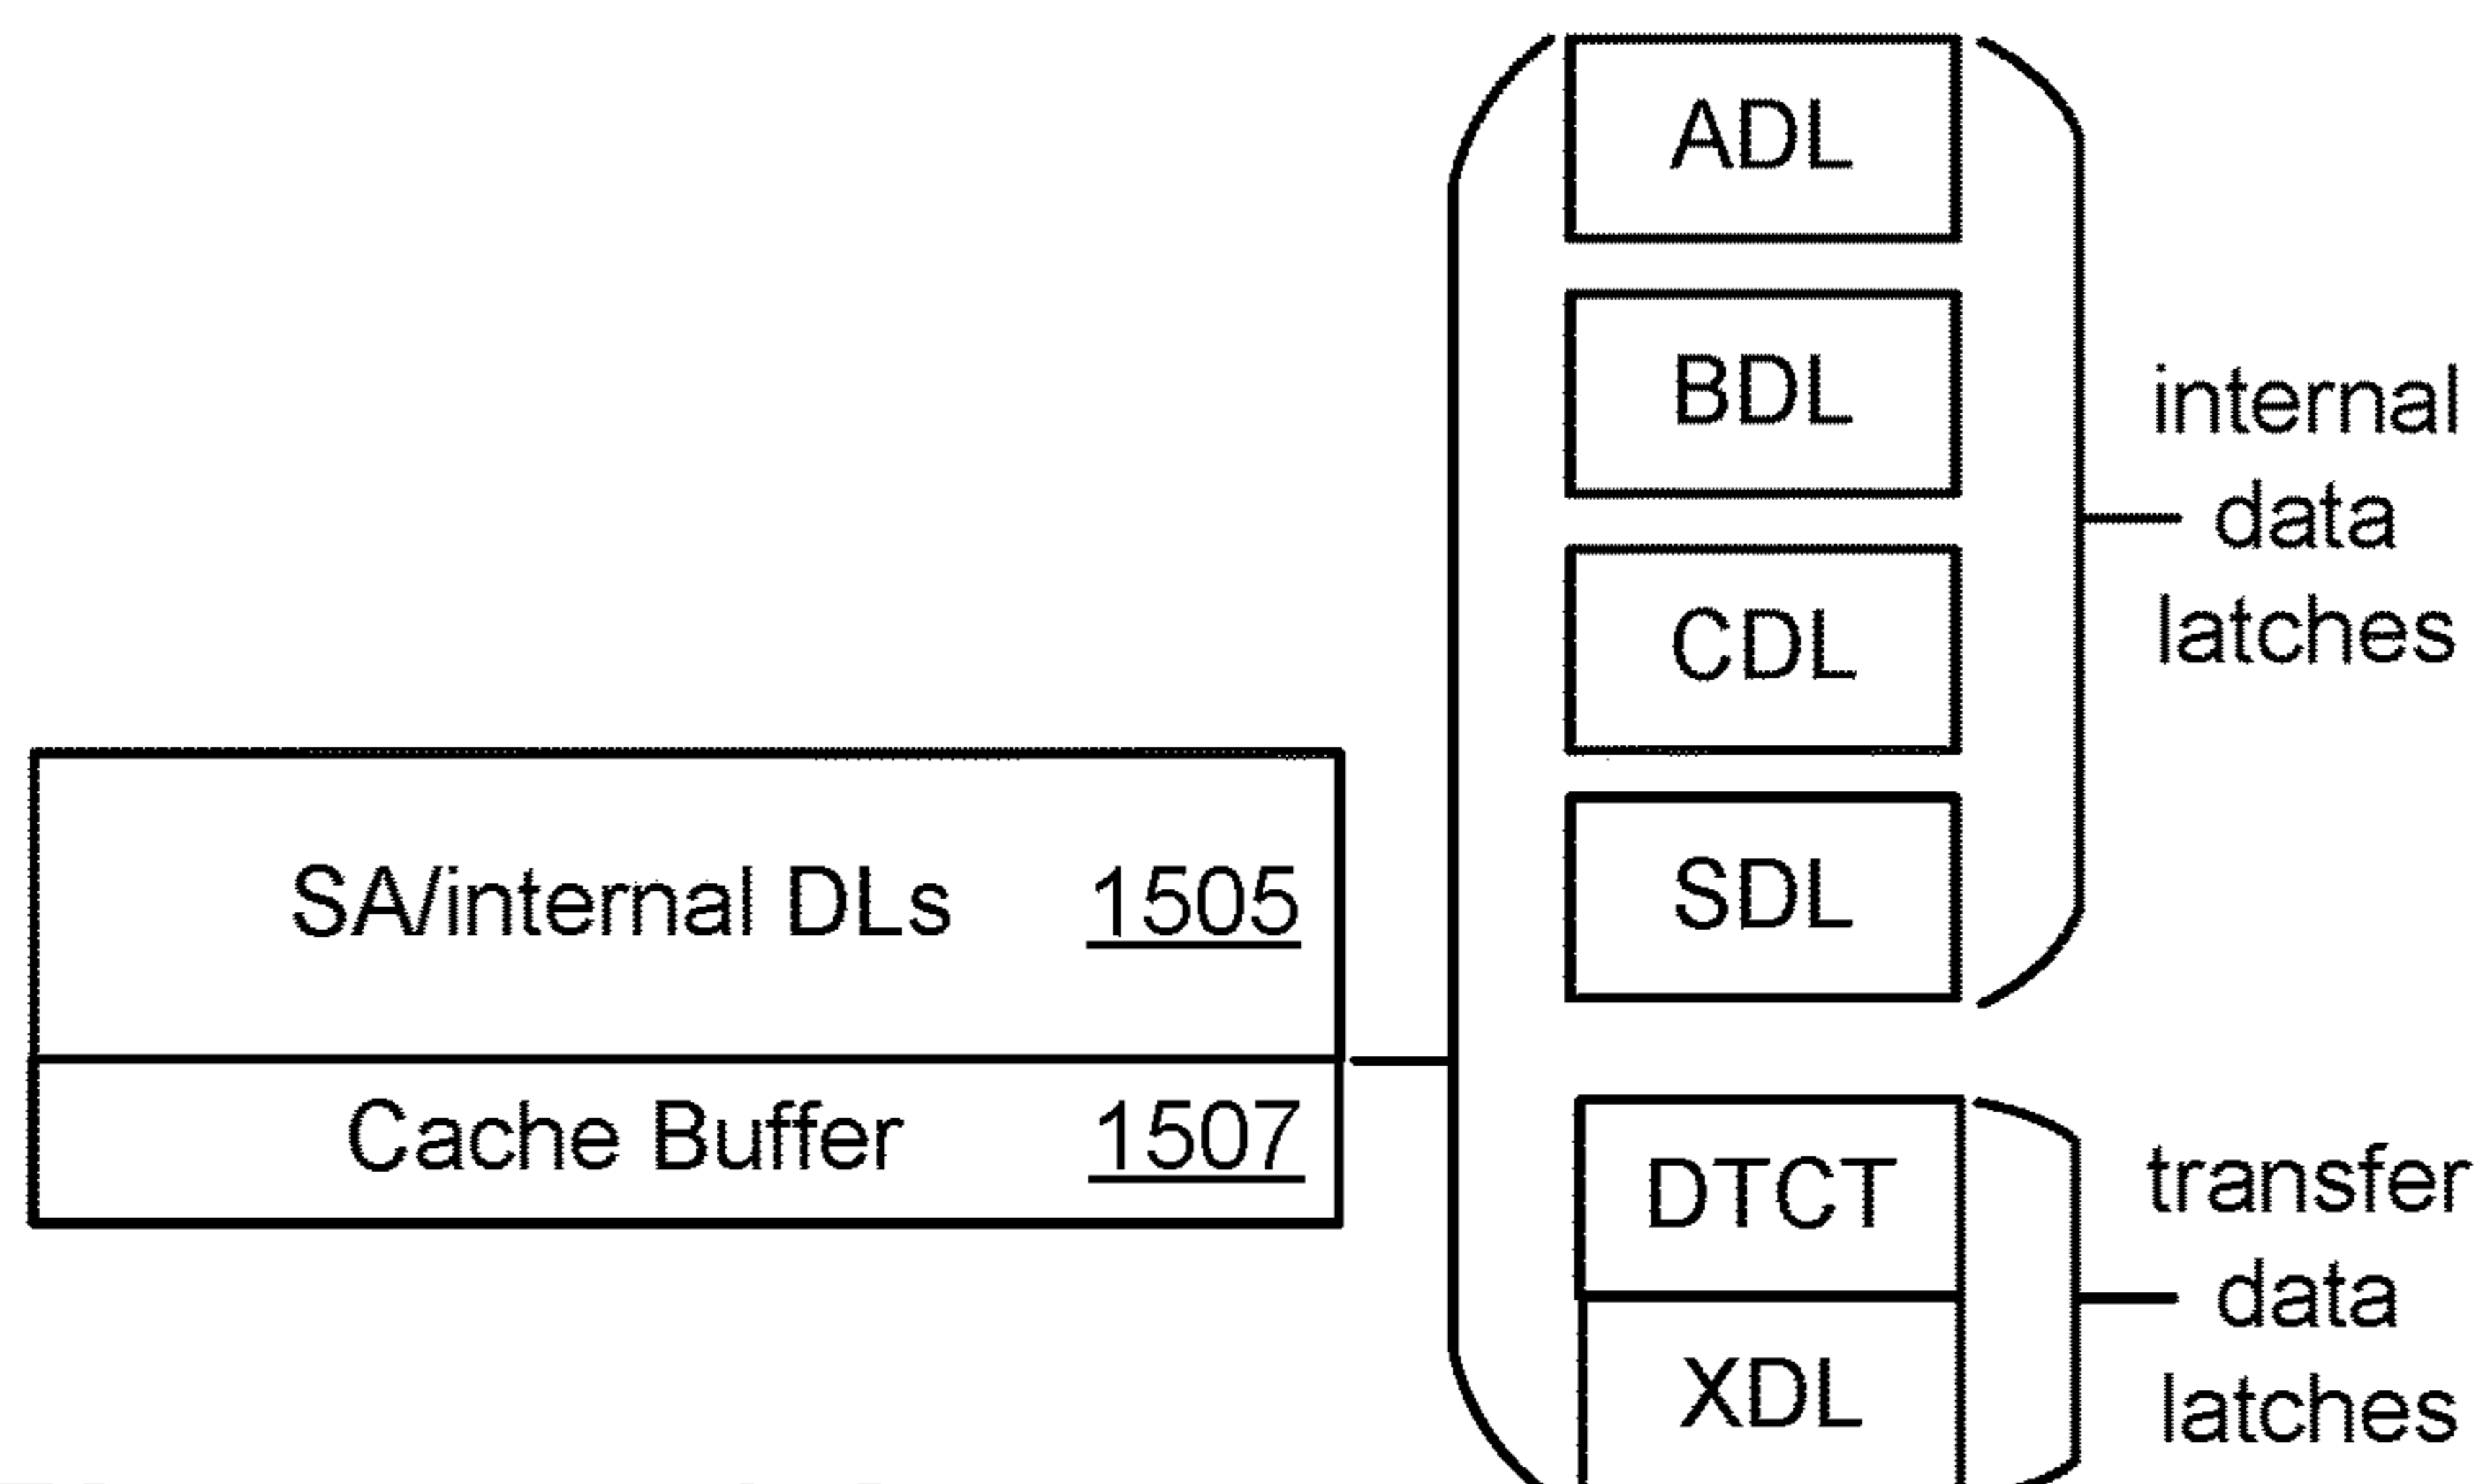 ADL
BDL
CDL
SDL
internal
data
latches
SA/internal DLs 1505
Cache Buffer 1507
DTCT
XDL
transfer
data
latches